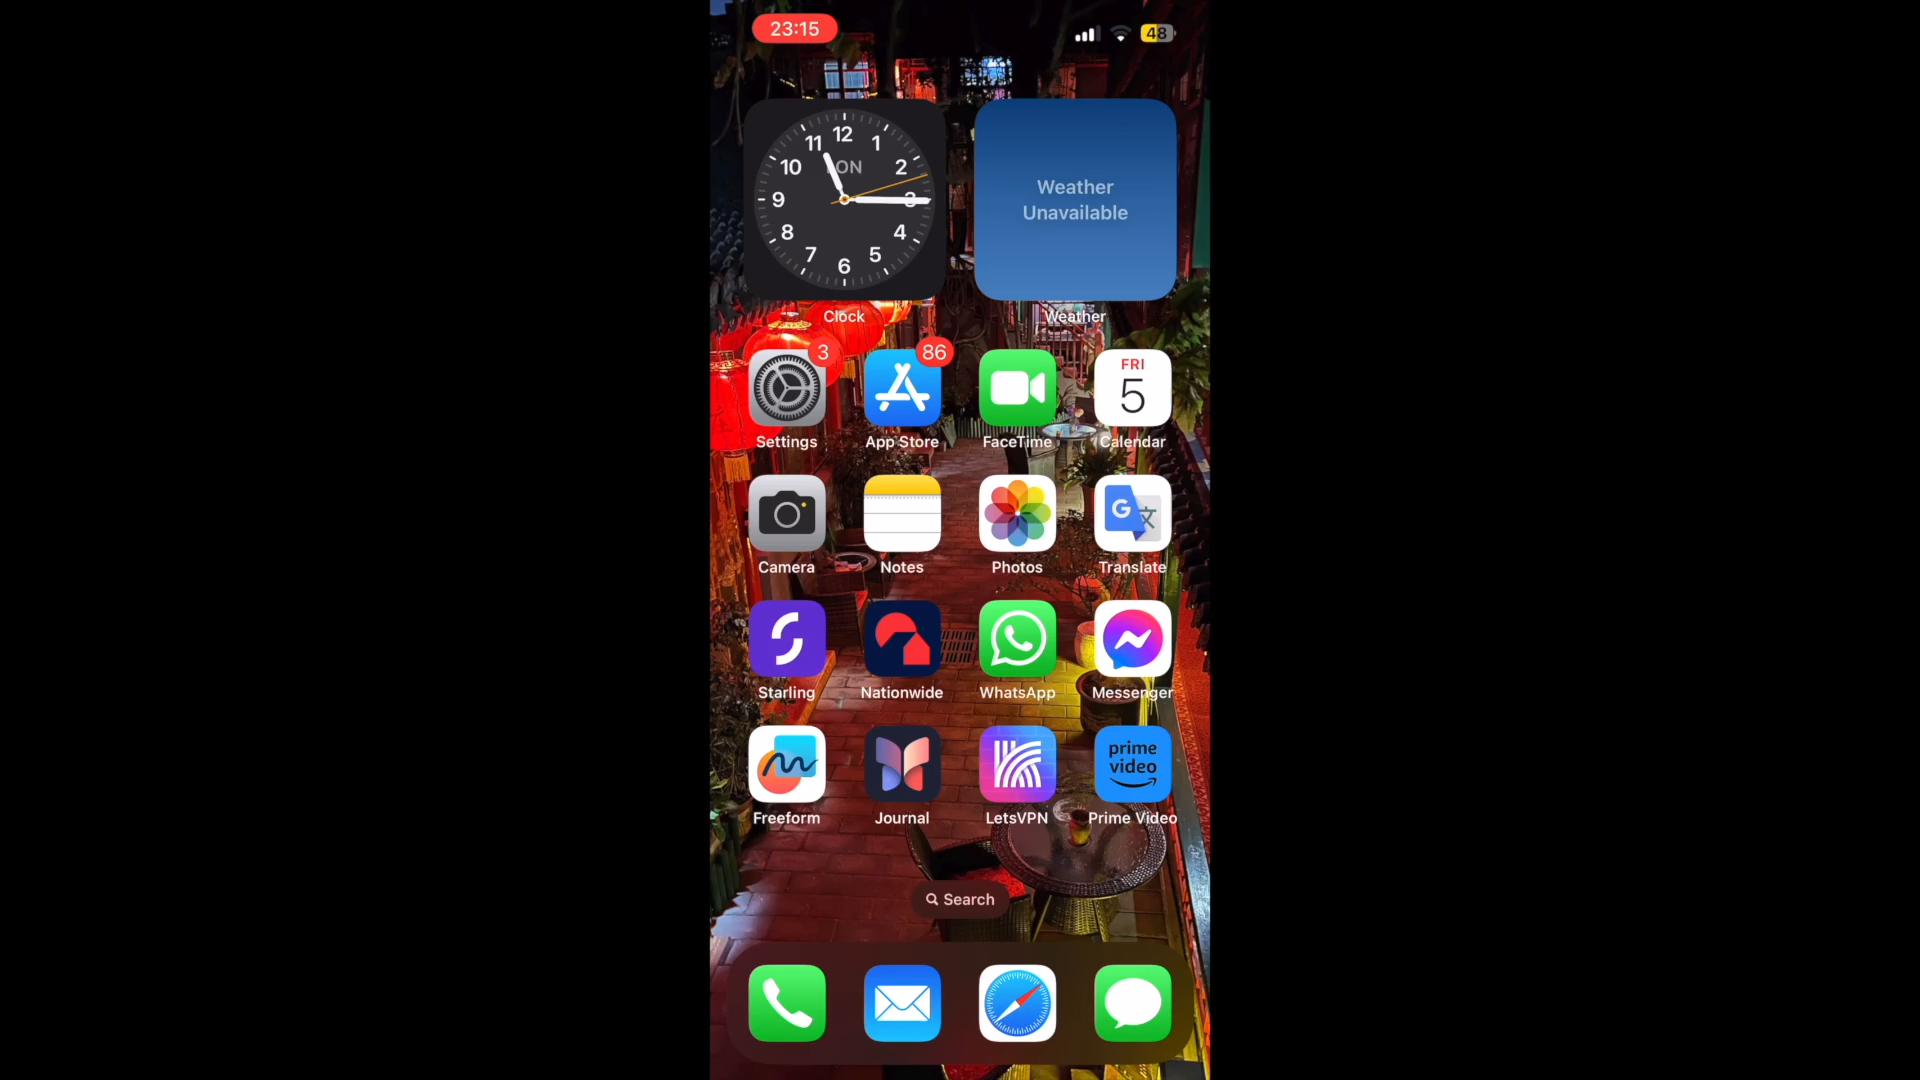 23:15
48
12
11
1
LON
10
2
9
3
8
4
7
5
6
Weather
Unavailable
Clock
Weather
3
86
FRI
5
Settings
App Store
FaceTime
Calendar
G
文
Camera
Notes
Photos
Translate
Starling
Nationwide
WhatsApp
Messenger
prime
video
Freeform
Journal
LetsVPN
Prime Video
Search